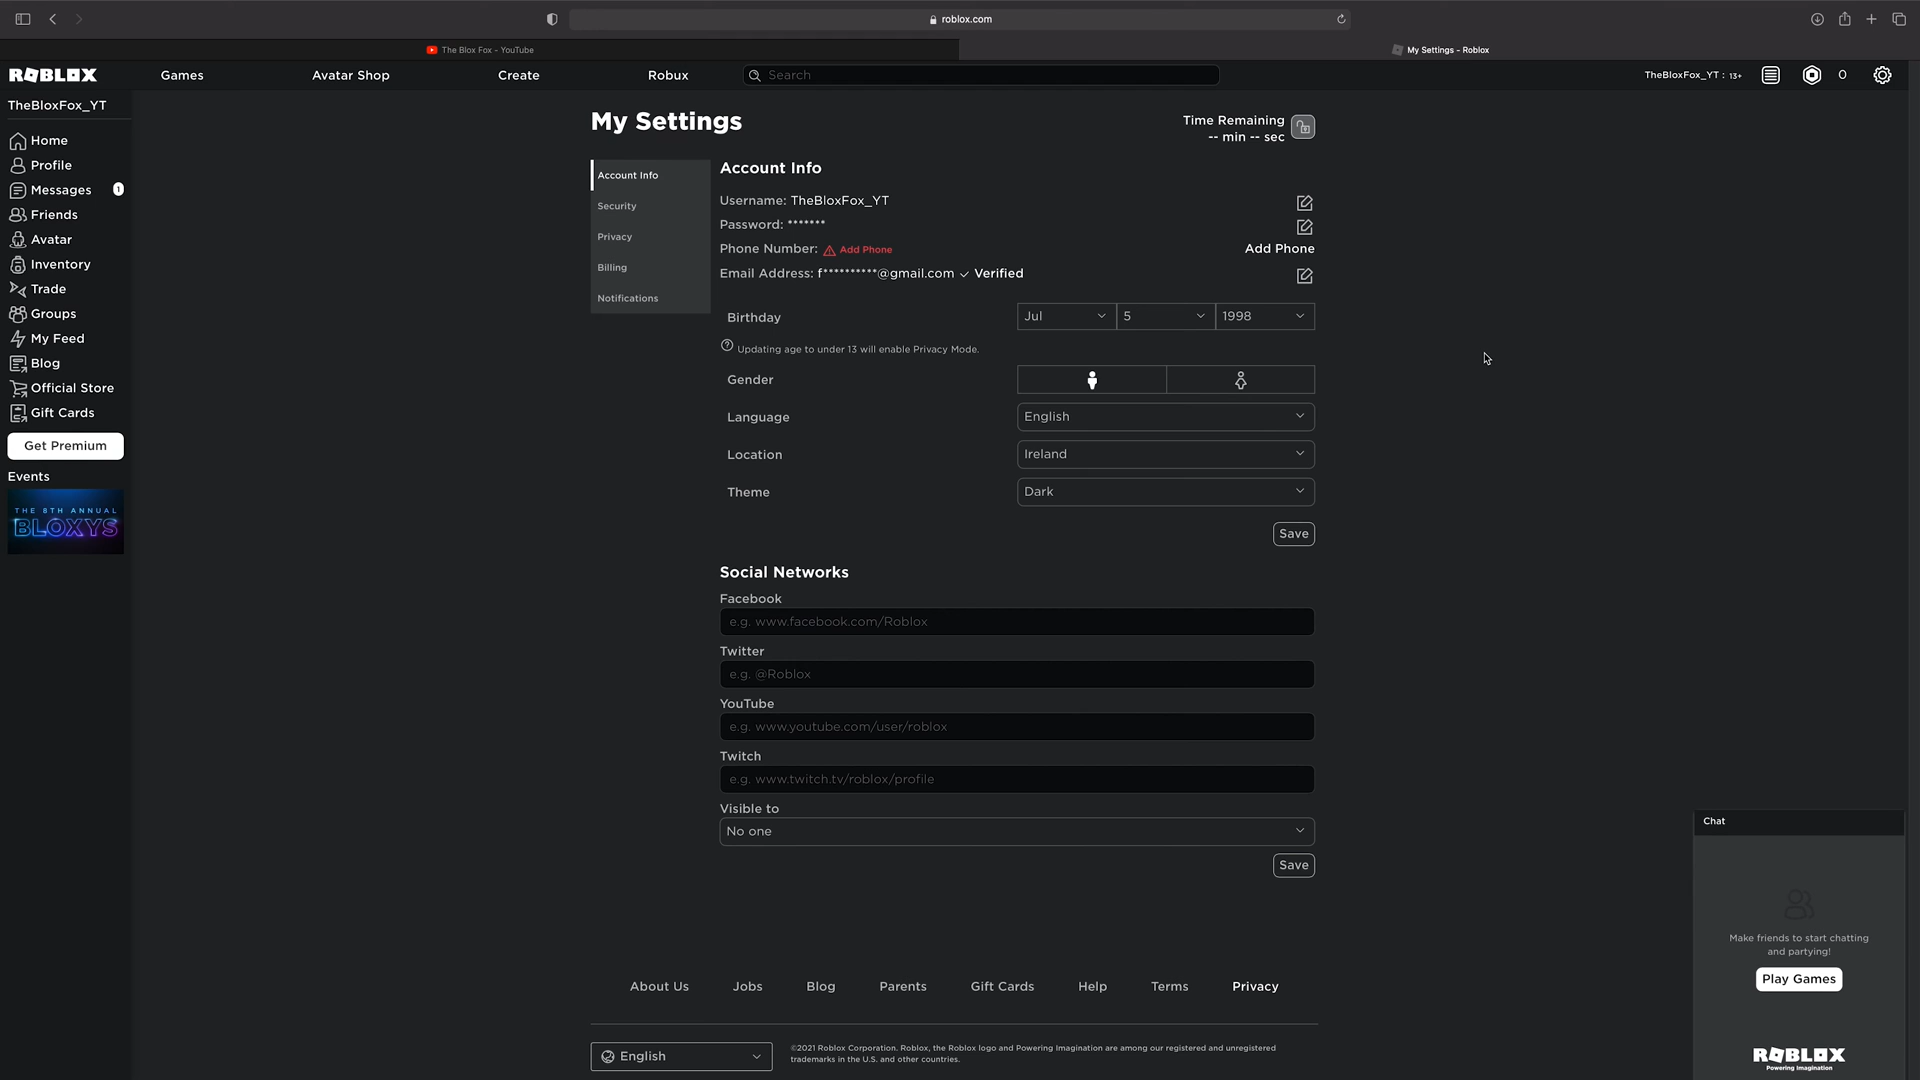 roblox.com
The Blox Fox - YouTube
My Settings - Roblox
ROBLOX
Games
Avatar Shop
Create
Robux
Search
TheBloxFox_YT : 13+
0
TheBloxFox_YT
Home
Profile
Messages 1
Friends
Avatar
Inventory
Trade
Groups
My Feed
Blog
Official Store
Gift Cards
Get Premium
Events
THE 8TH ANNUAL
BLOXYS
My Settings
Time Remaining
-- min -- sec
Account Info
Security
Privacy
Billing
Notifications
Account Info
Username: TheBloxFox_YT
Password: *******
Phone Number: Add Phone
Add Phone
Email Address: f**********@gmail.com Verified
Birthday
Jul
5
1998
Updating age to under 13 will enable Privacy Mode.
Gender
Language
English
Location
Ireland
Theme
Dark
Save
Social Networks
Facebook
e.g. www.facebook.com/Roblox
Twitter
e.g. @Roblox
YouTube
e.g. www.youtube.com/user/roblox
Twitch
e.g. www.twitch.tv/roblox/profile
Visible to
No one
Save
About Us
Jobs
Blog
Parents
Gift Cards
Help
Terms
Privacy
English
©2021 Roblox Corporation. Roblox, the Roblox logo and Powering Imagination are among our registered and unregistered
trademarks in the U.S. and other countries.
Chat
Make friends to start chatting
and partying!
Play Games
ROBLOX
Powering Imagination